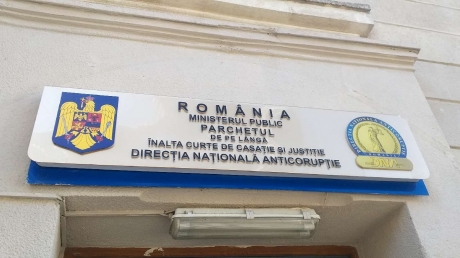 ROMÂNIA
MINISTERUL PUBLIC
PARCHETUL
DE PE LÂNGĂ
ÎNALTA CURTE DE CASAȚIE ȘI JUSTIȚIE
DIRECȚIA NAȚIONALĂ ANTICORUPȚIE
DNA